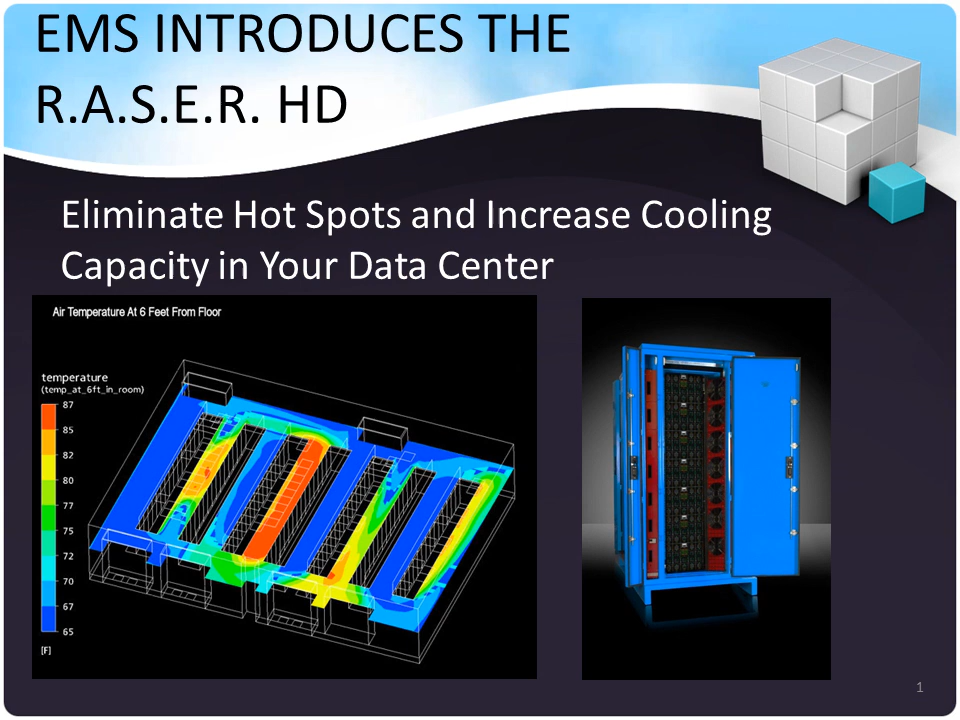 EMS INTRODUCES THE
R.A.S.E.R. HD
Eliminate Hot Spots and Increase Cooling
Capacity in Your Data Center
Air Temperature At 6 Feet From Floor
temperature
(temp_at_6ft_in_room)
87
85
82
80
77
75
72
70
67
65
[F]
1